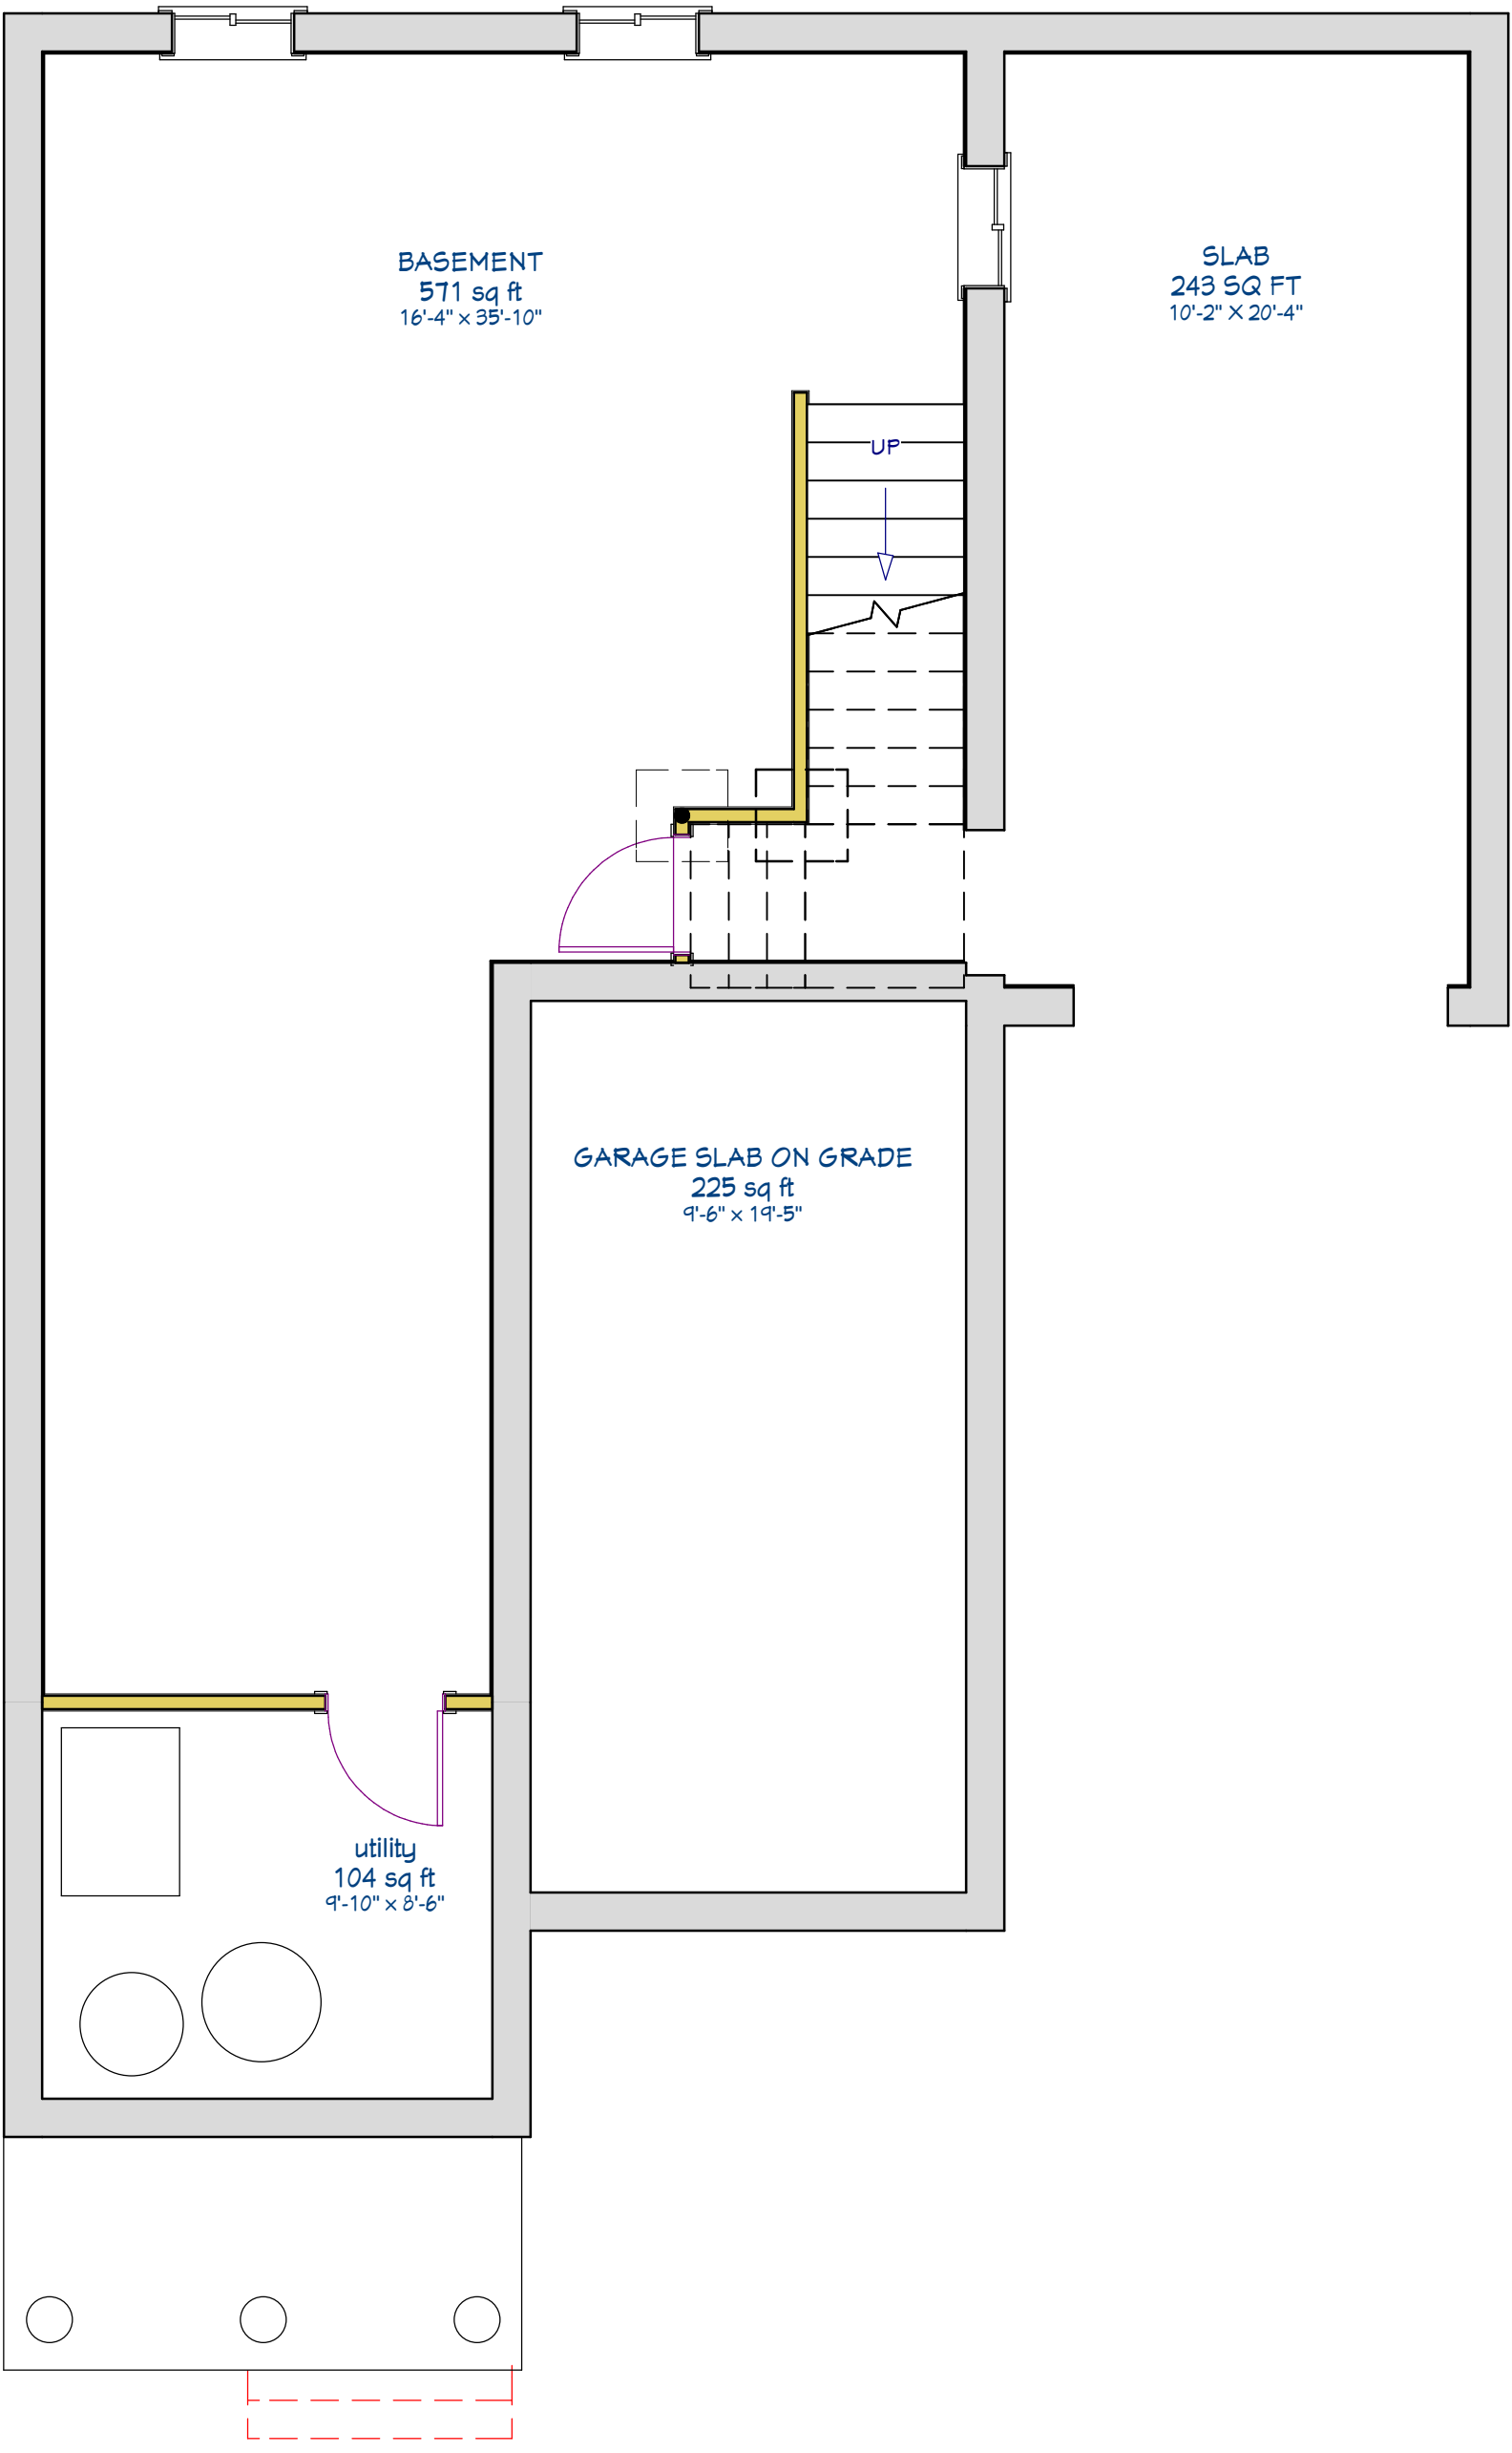 BASEMENT
571 sq ft
16'-4" × 35'-10"
SLAB
243 SQ FT
10'-2" X 20'-4"
UP
GARAGE SLAB ON GRADE
225 sq ft
9'-6" × 19'-5"
utility
104 sq ft
9'-10" × 8'-6"